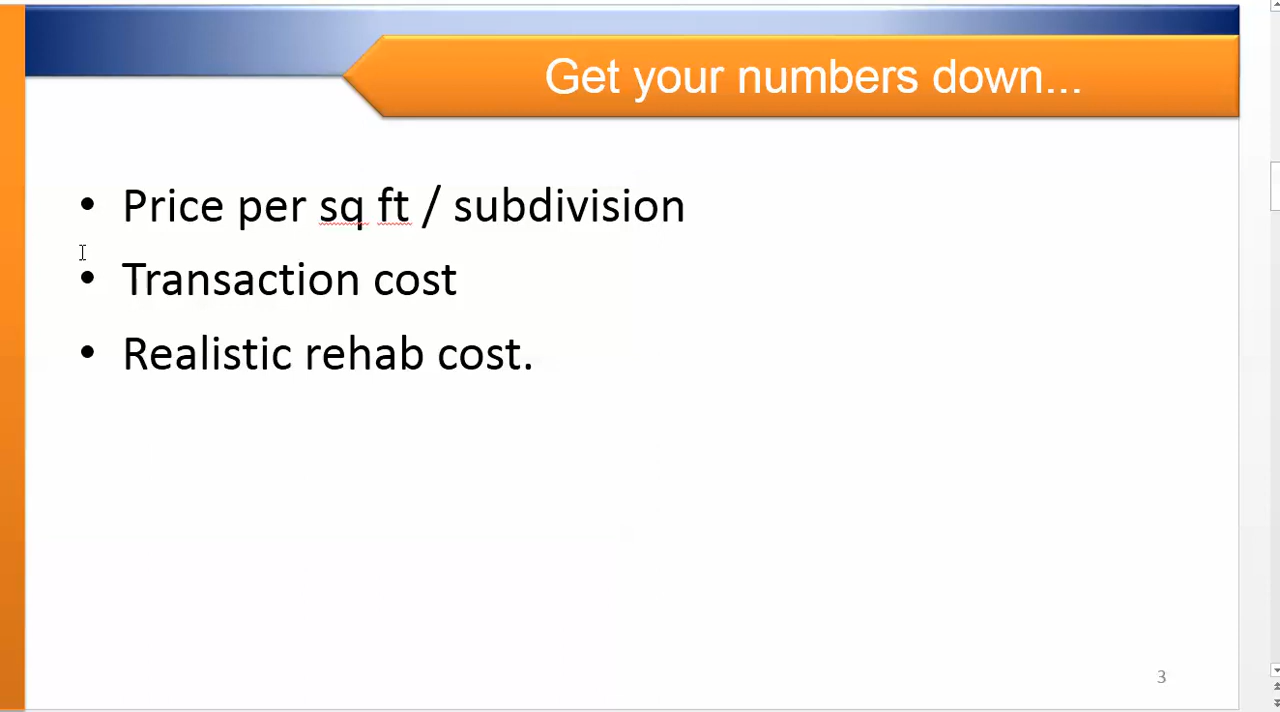 Get your numbers down...
• Price per sq ft / subdivision
• Transaction cost
• Realistic rehab cost.
3